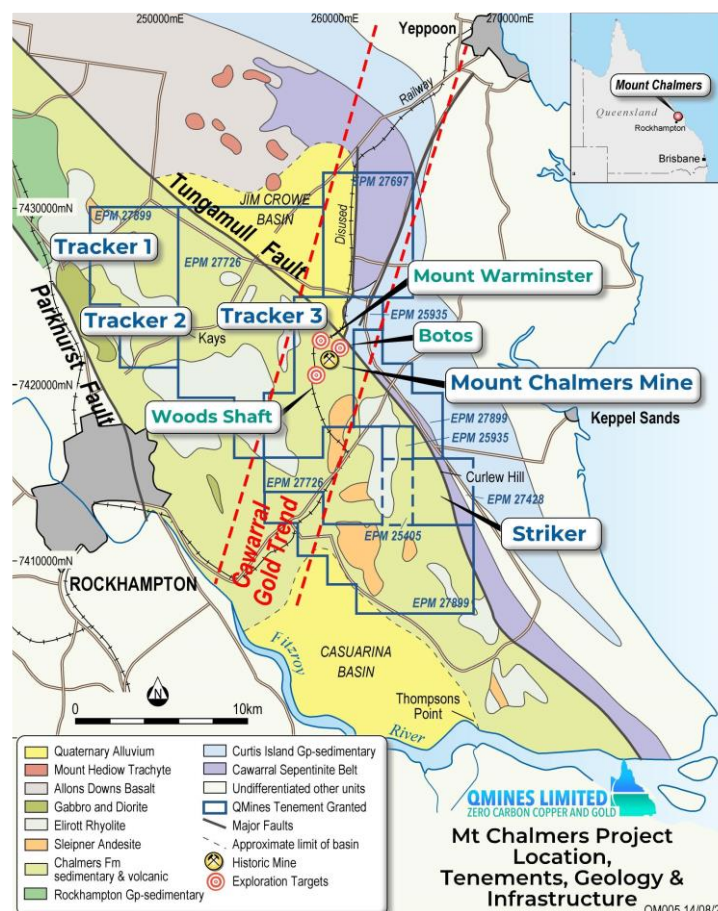 250000mE
260000mE
270000mE
Yeppoon
Railway
Mount Chalmers
Queensland
Rockhampton
Brisbane
EPM 27697
JIM CROWE
BASIN
Disused
7430000mN
EPM 27899
Tungamull Fault
Tracker 1
EPM 27726
Mount Warminster
Tracker 2
Tracker 3
EPM 25935
Kays
Botos
Parkhurst Fault
Mount Chalmers Mine
7420000mN
Woods Shaft
EPM 27899
Keppel Sands
EPM 25935
Curlew Hill
EPM 27726
EPM 27428
Striker
Cawarral
Gold Trend
EPM 25405
7410000mN
ROCKHAMPTON
EPM 27899
Fitzroy
CASUARINA
BASIN
Thompsons
Point
River
N
0
10km
Quaternary Alluvium
Mount Hediow Trachyte
Allons Downs Basalt
Gabbro and Diorite
Elirott Rhyolite
Sleipner Andesite
Chalmers Fm
sedimentary & volcanic
Rockhampton Gp-sedimentary
Curtis Island Gp-sedimentary
Cawarral Sepentinite Belt
Undifferentiated other units
QMines Tenement Granted
Major Faults
Approximate limit of basin
Historic Mine
Exploration Targets
QMINES LIMITED
ZERO CARBON COPPER AND GOLD
Mt Chalmers Project
Location,
Tenements, Geology &
Infrastructure